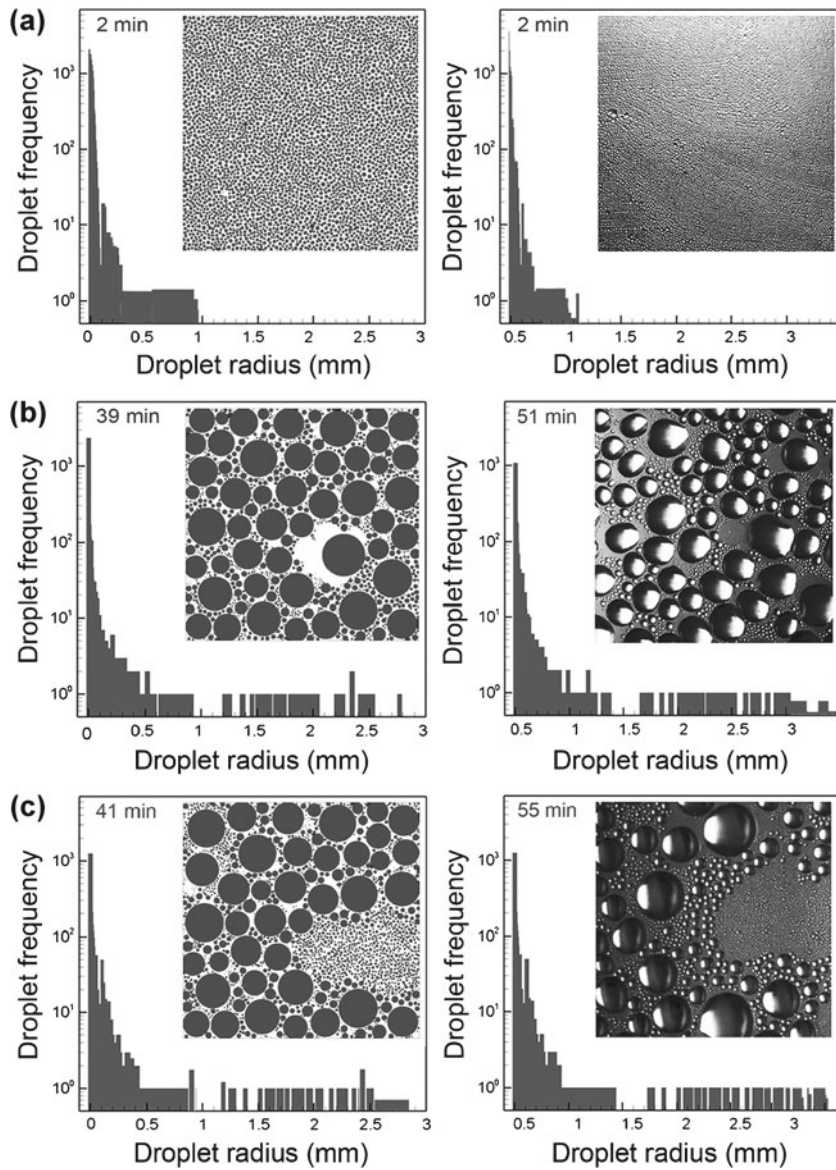 (a)
2 min
Droplet frequency
10³
10²
10¹
10⁰
0 0.5 1 1.5 2 2.5 3
Droplet radius (mm)
2 min
Droplet frequency
10³
10²
10¹
10⁰
0.5 1 1.5 2 2.5 3
Droplet radius (mm)
(b)
39 min
Droplet frequency
10³
10²
10¹
10⁰
0 0.5 1 1.5 2 2.5 3
Droplet radius (mm)
51 min
Droplet frequency
10³
10²
10¹
10⁰
0.5 1 1.5 2 2.5 3
Droplet radius (mm)
(c)
41 min
Droplet frequency
10³
10²
10¹
10⁰
0 0.5 1 1.5 2 2.5 3
Droplet radius (mm)
55 min
Droplet frequency
10³
10²
10¹
10⁰
0.5 1 1.5 2 2.5 3
Droplet radius (mm)